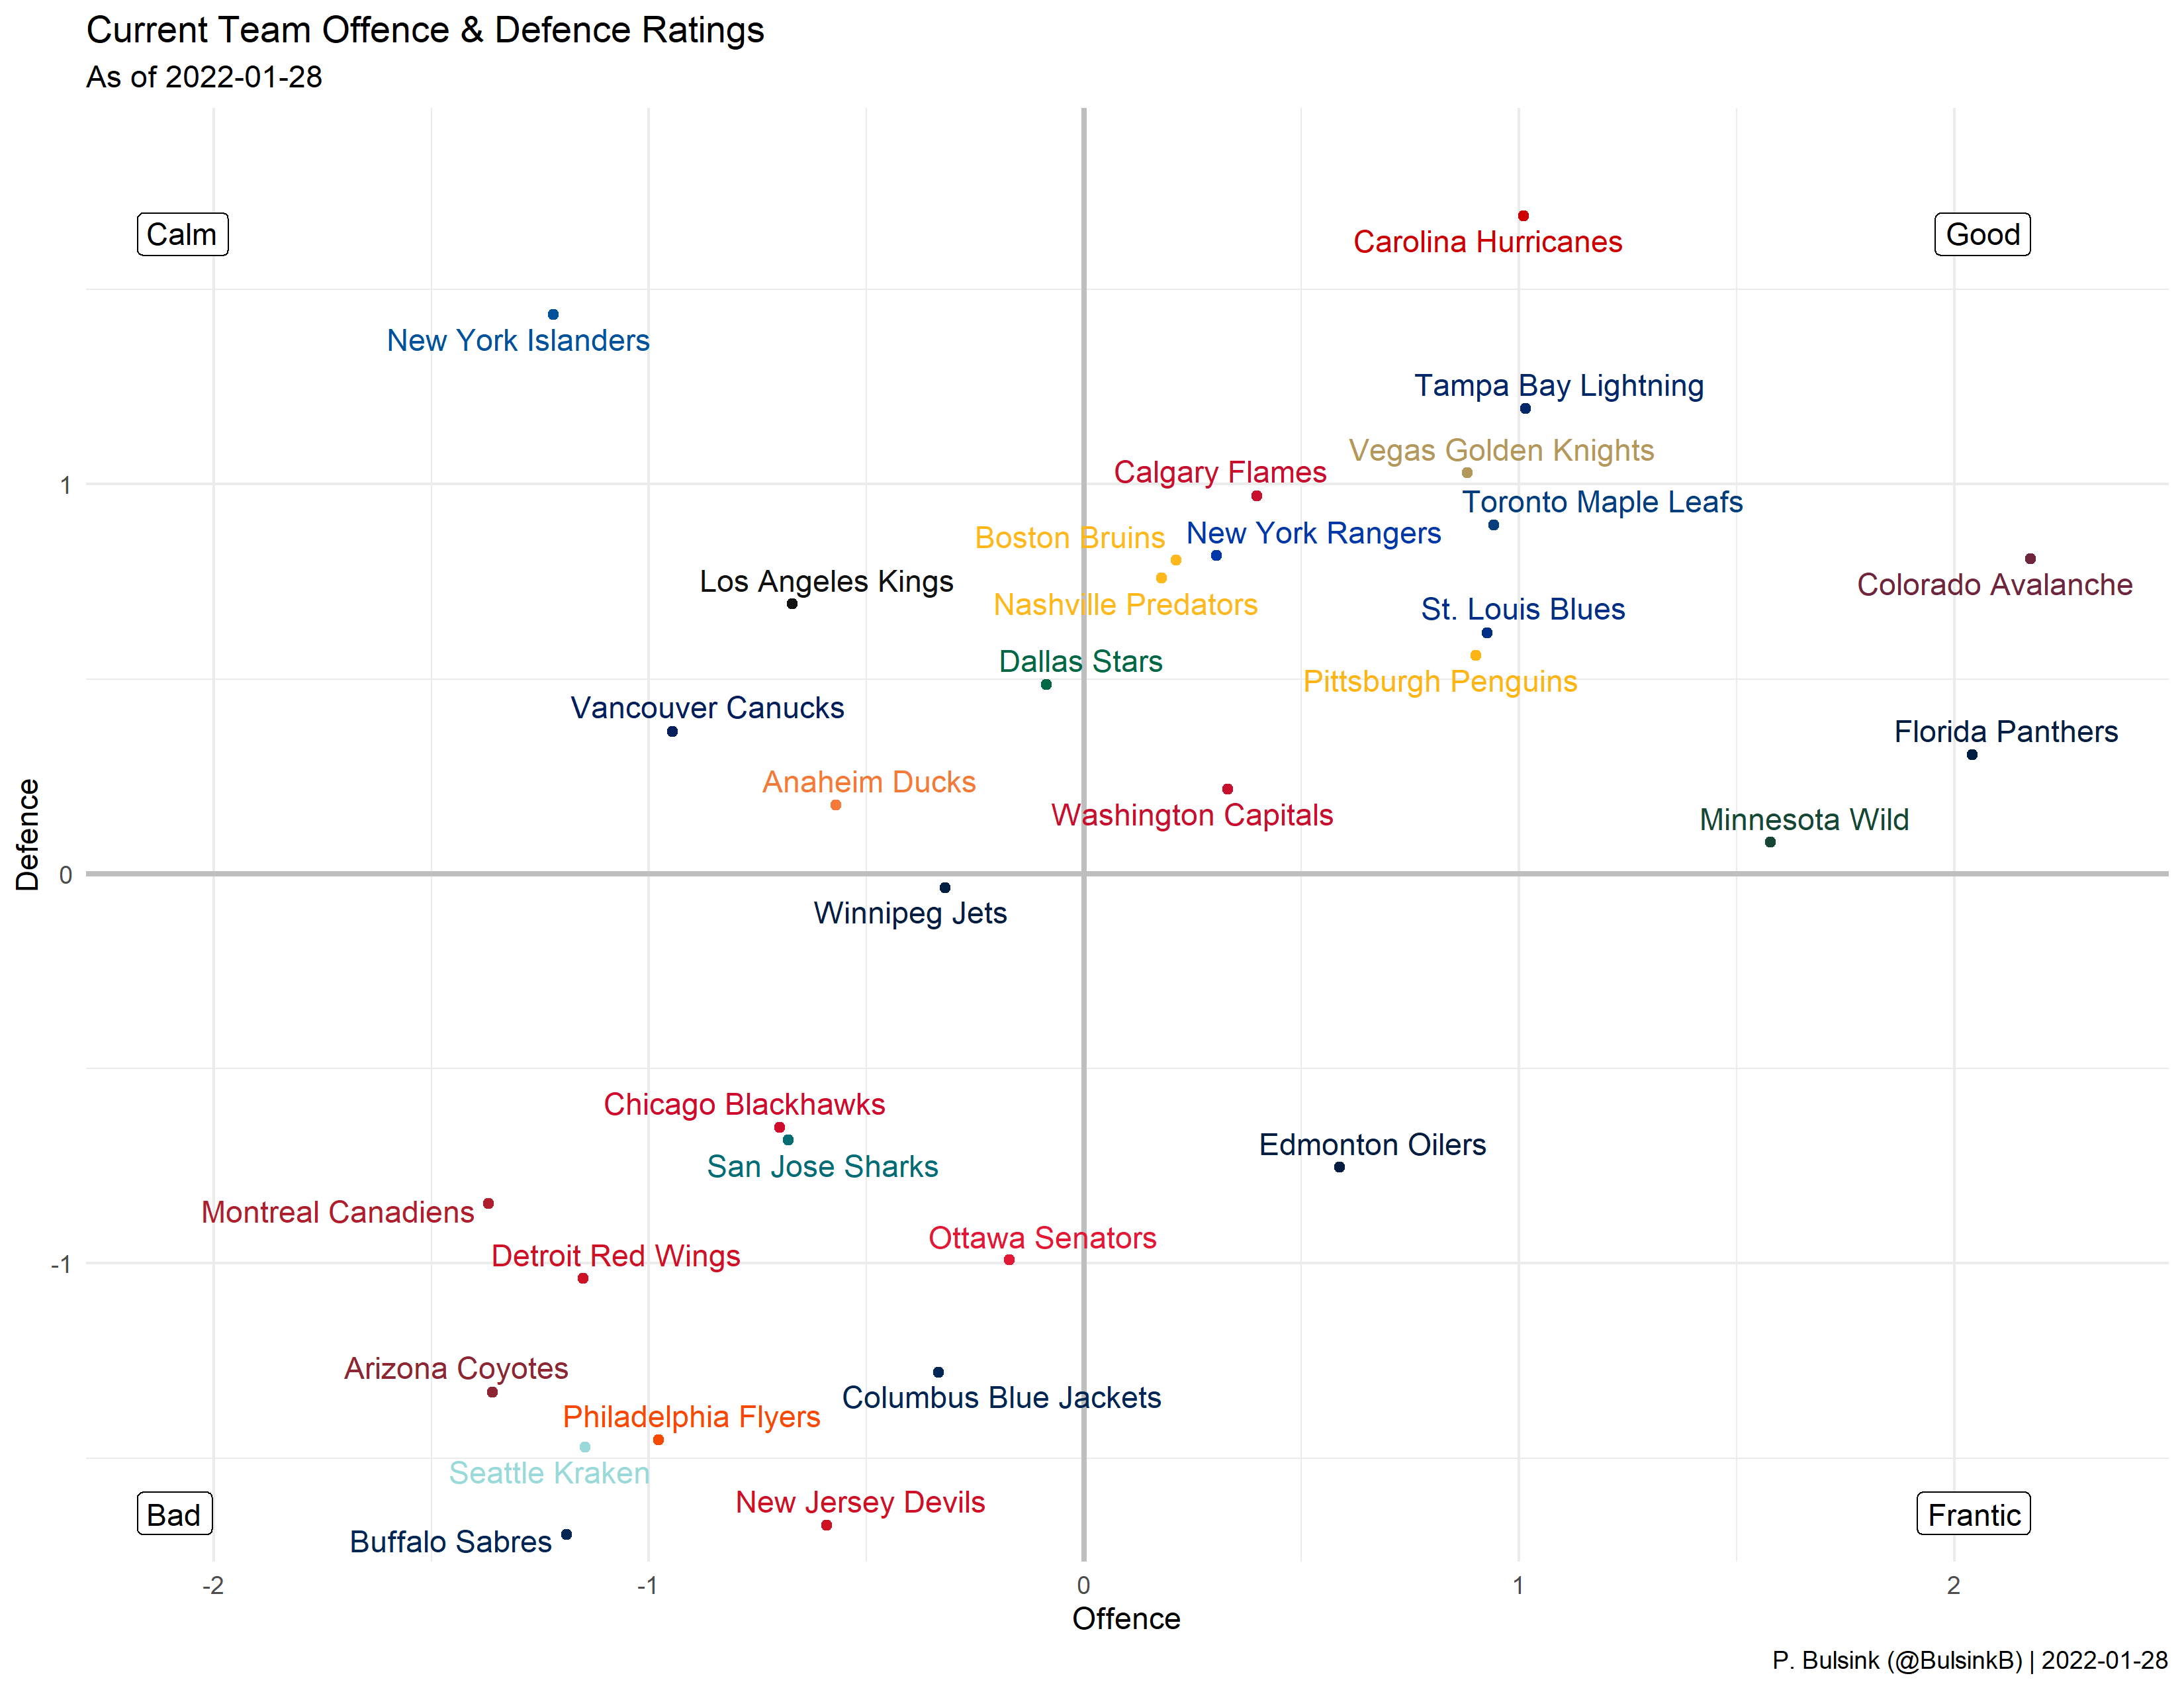 Current Team Offence & Defence Ratings
As of 2022-01-28
Calm
Good
Carolina Hurricanes
New York Islanders
Tampa Bay Lightning
Vegas Golden Knights
Calgary Flames
1
Toronto Maple Leafs
Boston Bruins
New York Rangers
Los Angeles Kings
Colorado Avalanche
Nashville Predators
St. Louis Blues
Dallas Stars
Pittsburgh Penguins
Vancouver Canucks
Florida Panthers
Anaheim Ducks
Washington Capitals
Minnesota Wild
Defence
0
Winnipeg Jets
Chicago Blackhawks
Edmonton Oilers
San Jose Sharks
Montreal Canadiens
Ottawa Senators
Detroit Red Wings
-1
Arizona Coyotes
Columbus Blue Jackets
Philadelphia Flyers
Seattle Kraken
New Jersey Devils
Bad
Frantic
Buffalo Sabres
-2
-1
0
1
2
Offence
P. Bulsink (@BulsinkB) | 2022-01-28